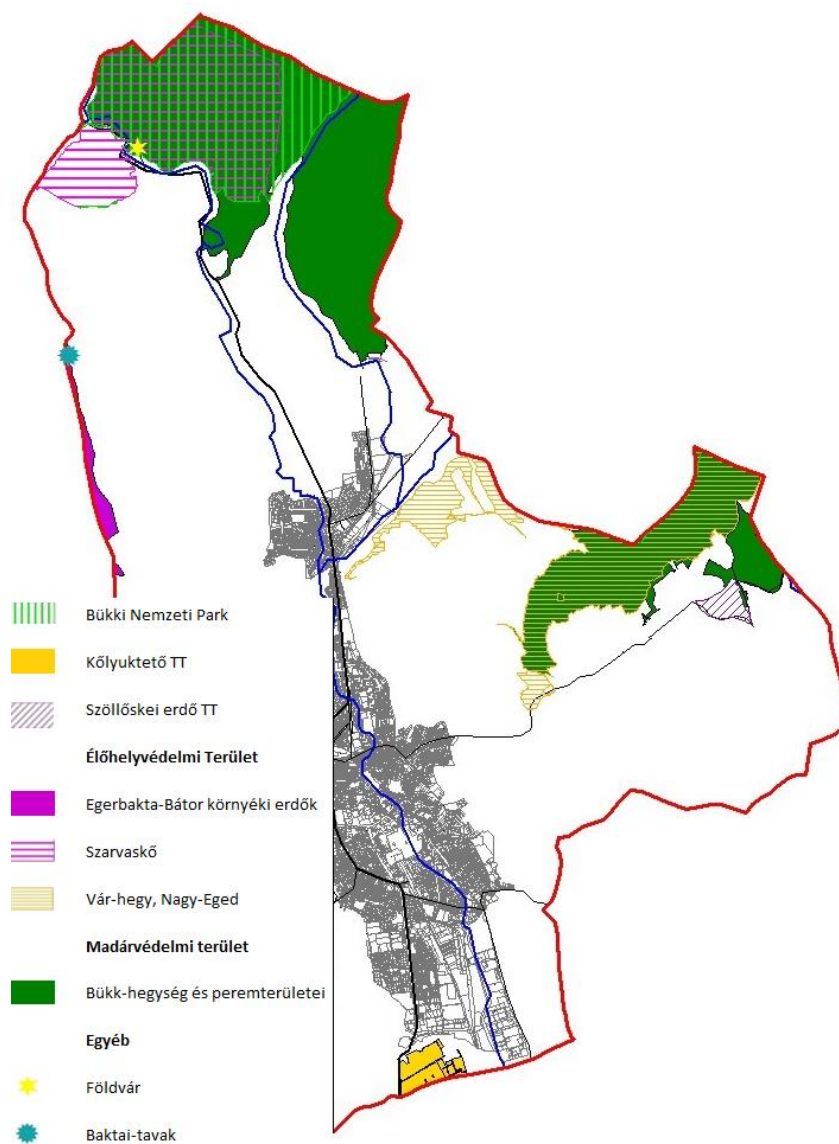 Bükki Nemzeti Park
Kőlyuktető TT
Szöllőskei erdő TT
Élőhelyvédelmi Terület
Egerbakta-Bátor környéki erdők
Szarvaskő
Vár-hegy, Nagy-Eged
Madárvédelmi terület
Bükk-hegység és peremterületei
Egyéb
Földvár
Baktai-tavak